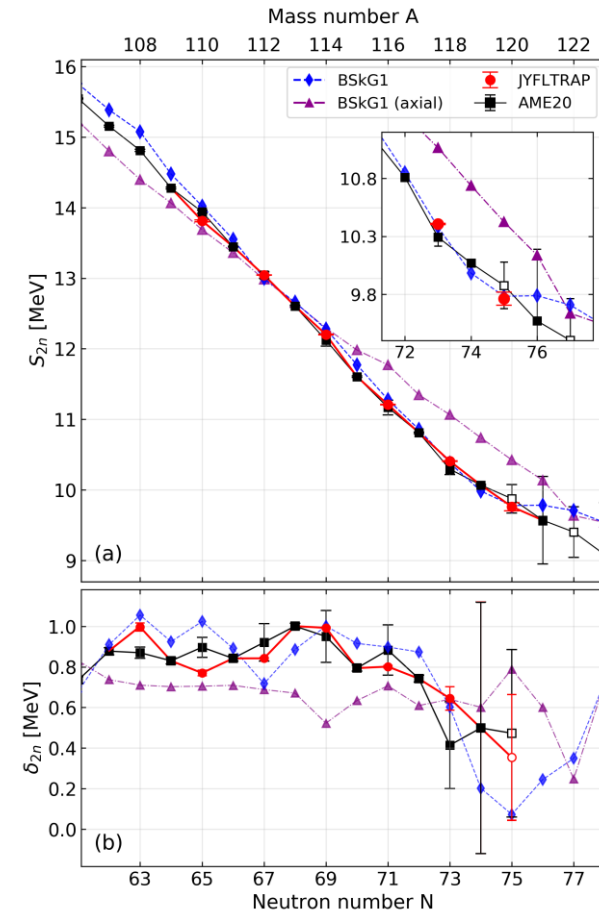 Mass number A
108 110 112 114 116 118 120 122
BSkG1
BSkG1 (axial)
JYFLTRAP
AME20
16
15
14
13
12
11
10
9
S2n [MeV]
10.8
10.3
9.8
72 74 76
(a)
1.0
0.8
0.6
0.4
0.2
0.0
δ2n [MeV]
(b)
63 65 67 69 71 73 75 77
Neutron number N